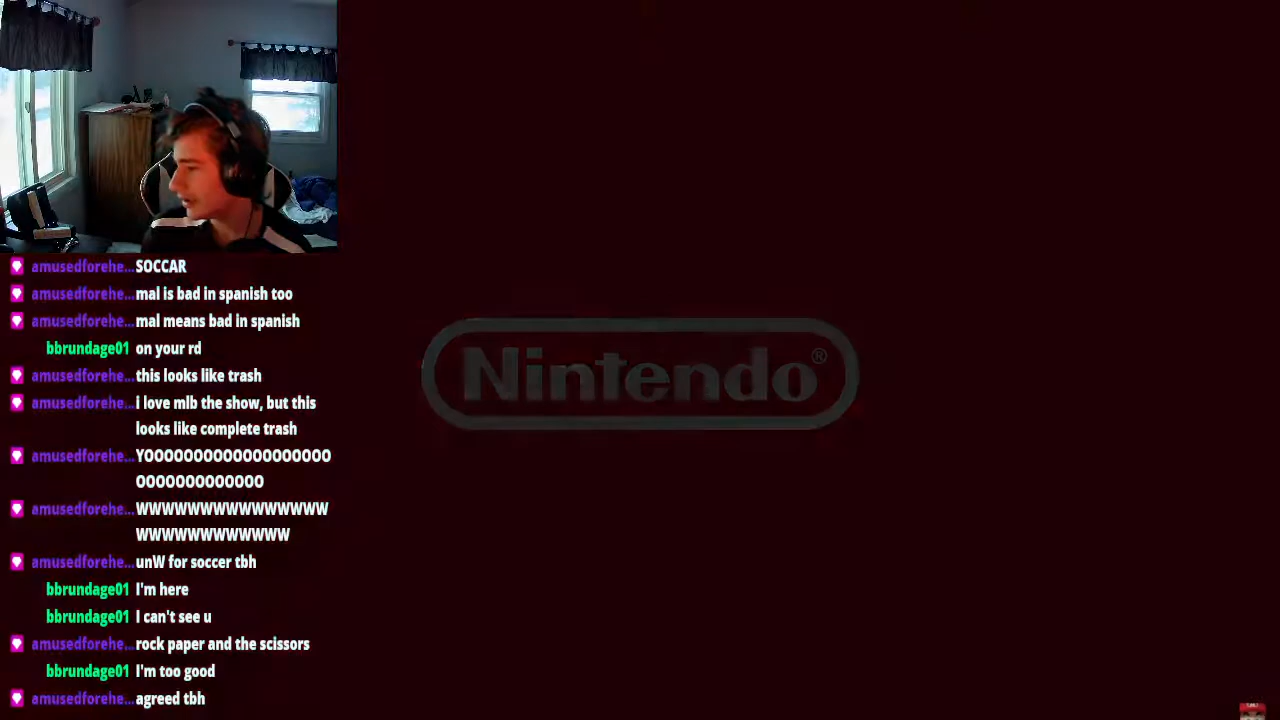 amusedforehe... SOCCAR
amusedforehe... mal is bad in spanish too
amusedforehe... mal means bad in spanish
bbrundage01 on your rd
amusedforehe... this looks like trash
amusedforehe... i love mlb the show, but this
looks like complete trash
amusedforehe... YOOOOOOOOOOOOOOOOOOO
OOOOOOOOOOOOO
amusedforehe... WWWWWWWWWWWWWWW
WWWWWWWWWWWW
amusedforehe... unW for soccer tbh
bbrundage01 I'm here
bbrundage01 I can't see u
amusedforehe... rock paper and the scissors
bbrundage01 I'm too good
amusedforehe... agreed tbh
Nintendo®